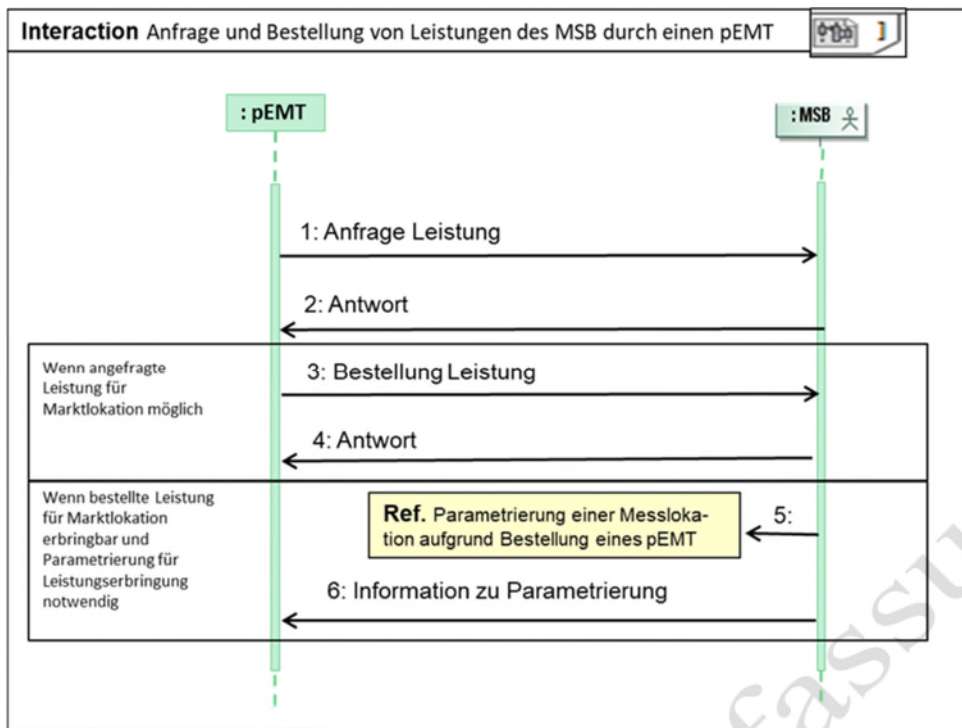 Interaction Anfrage und Bestellung von Leistungen des MSB durch einen pEMT
: pEMT
: MSB
1: Anfrage Leistung
2: Antwort
Wenn angefragte
Leistung für
Marktlokation möglich
3: Bestellung Leistung
4: Antwort
Wenn bestellte Leistung
für Marktlokation
erbringbar und
Parametrierung für
Leistungserbringung
notwendig
Ref. Parametrierung einer Messloka-
tion aufgrund Bestellung eines pEMT
5:
6: Information zu Parametrierung
fassu